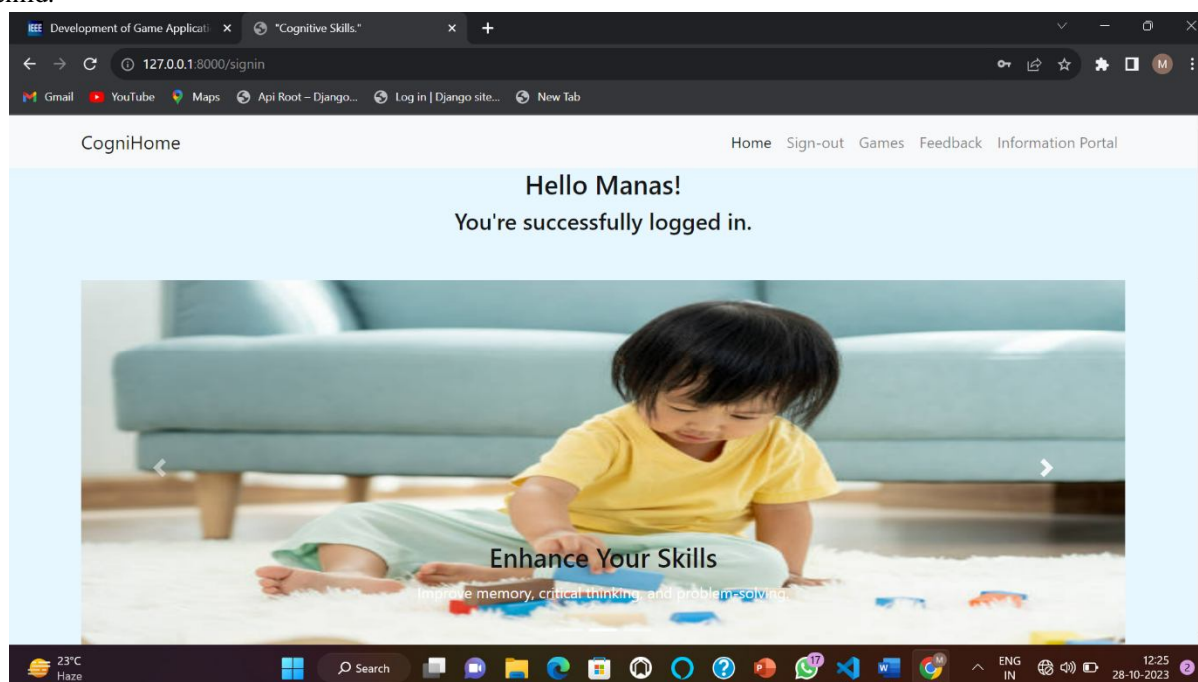 IEEE Development of Game Applicati
"Cognitive Skills."
127.0.0.1:8000/signin
M
Gmail
YouTube
Maps
Api Root – Django...
Log in | Django site...
New Tab
CogniHome
Home Sign-out Games Feedback Information Portal
Hello Manas!
You're successfully logged in.
Enhance Your Skills
Improve memory, critical thinking, and problem-solving.
23°C
Haze
Search
17
ENG
IN
12:25
28-10-2023
2